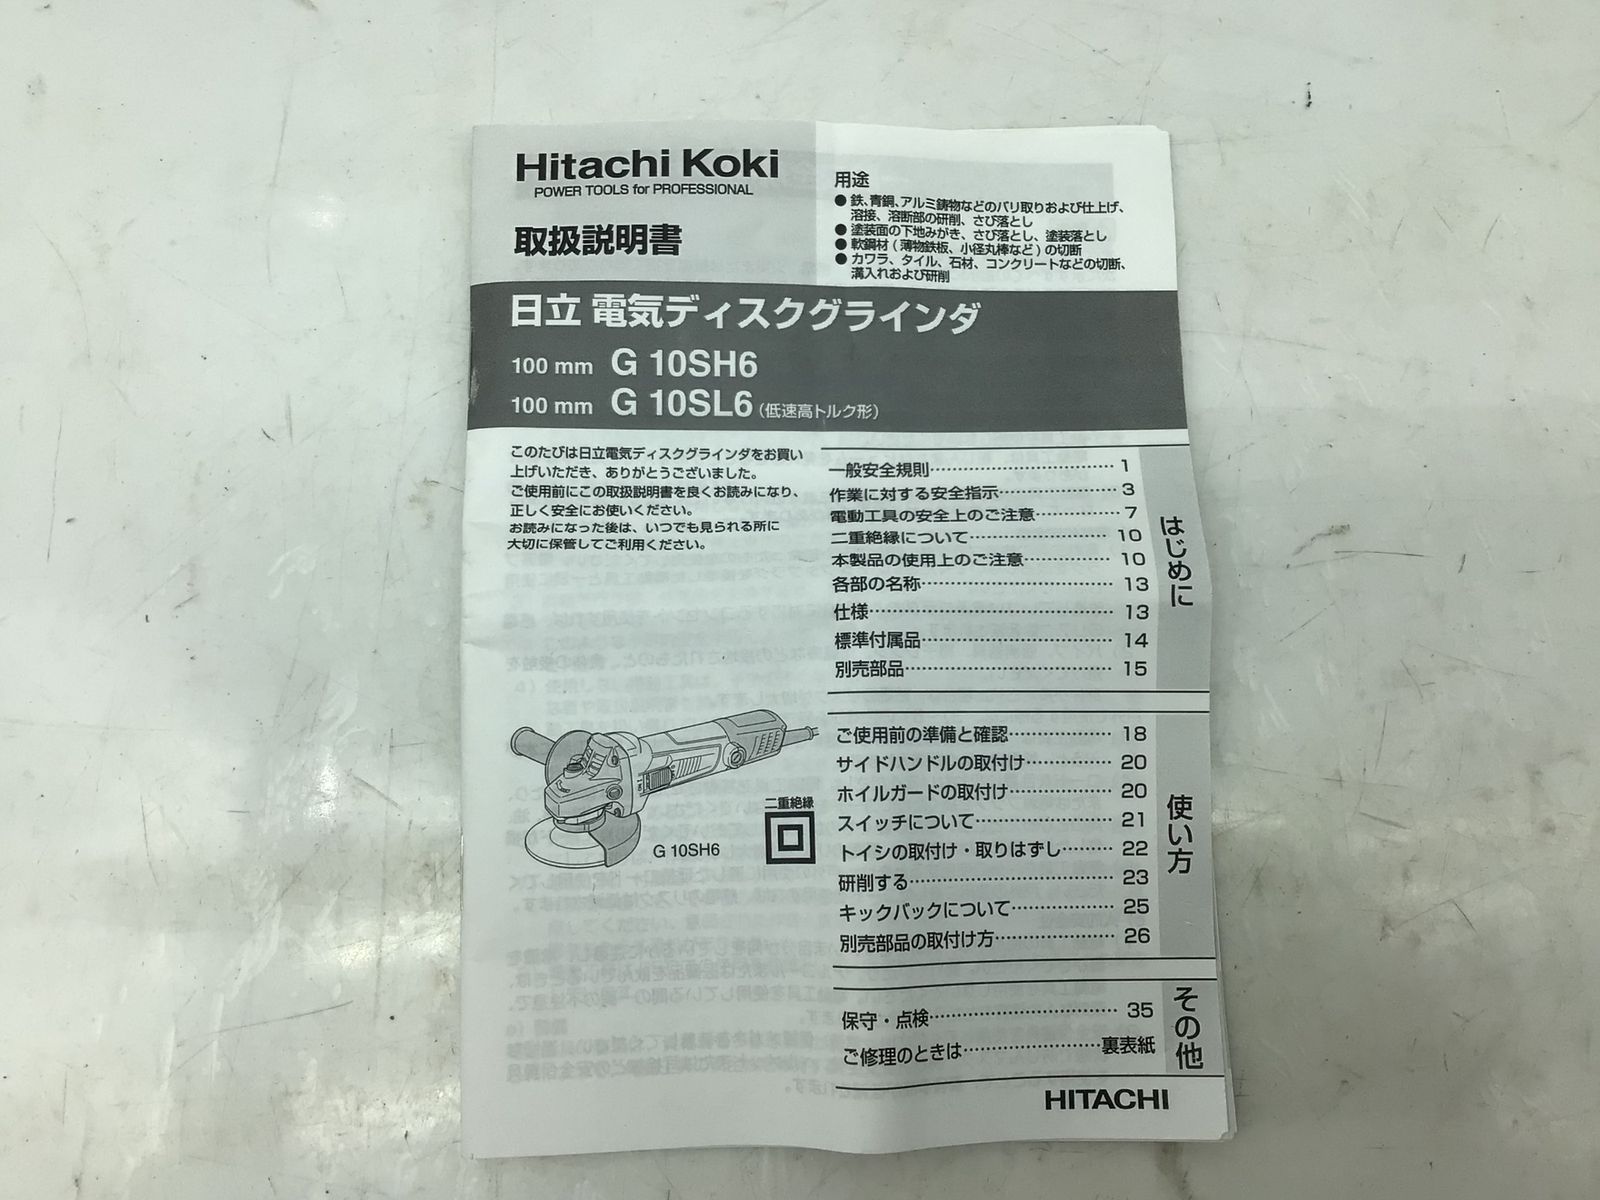 Hitachi Koki
POWER TOOLS for PROFESSIONAL
取扱説明書
用途
● 鉄、青銅、アルミ鋳物などのバリ取りおよび仕上げ、
溶接、溶断部の研削、さび落とし
● 塗装面の下地みがき、さび落とし、塗装落とし
● 軟鋼材(薄物鉄板、小径丸棒など)の切断
● カワラ、タイル、石材、コンクリートなどの切断、
溝入れおよび研削
日立 電気ディスクグラインダ
100 mm G 10SH6
100 mm G 10SL6 (低速高トルク形)
このたびは日立電気ディスクグラインダをお買い
上げいただき、ありがとうございました。
ご使用前にこの取扱説明書を良くお読みになり、
正しく安全にお使いください。
お読みになった後は、いつでも見られる所に
大切に保管してご利用ください。
二重絶縁
G 10SH6
はじめに
一般安全規則…………………… 1
作業に対する安全指示…………… 3
電動工具の安全上のご注意……… 7
二重絶縁について……………… 10
本製品の使用上のご注意………… 10
各部の名称……………………… 13
仕様……………………………… 13
標準付属品……………………… 14
別売部品………………………… 15
使い方
ご使用前の準備と確認…………… 18
サイドハンドルの取付け………… 20
ホイルガードの取付け…………… 20
スイッチについて……………… 21
トイシの取付け・取りはずし…… 22
研削する………………………… 23
キックバックについて…………… 25
別売部品の取付け方……………… 26
その他
保守・点検……………………… 35
ご修理のときは……………… 裏表紙
HITACHI